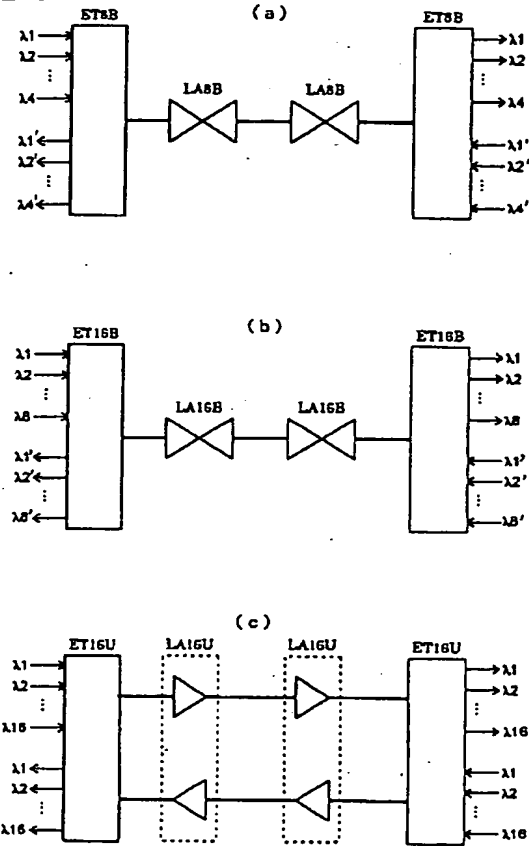 (a)
ET8B ET8B
λ1 λ1
λ2 λ2
⋮ ⋮
λ4 LA8B LA8B λ4
λ1' λ1'
λ2' λ2'
⋮ ⋮
λ4' λ4'
(b)
ET16B ET16B
λ1 λ1
λ2 λ2
⋮ ⋮
λ8 LA16B LA16B λ8
λ1' λ1'
λ2' λ2'
⋮ ⋮
λ8' λ8'
(c)
ET16U LA16U LA16U ET16U
λ1 λ1
λ2 λ2
⋮ ⋮
λ16 λ16
λ1 λ1
λ2 λ2
⋮ ⋮
λ16 λ16